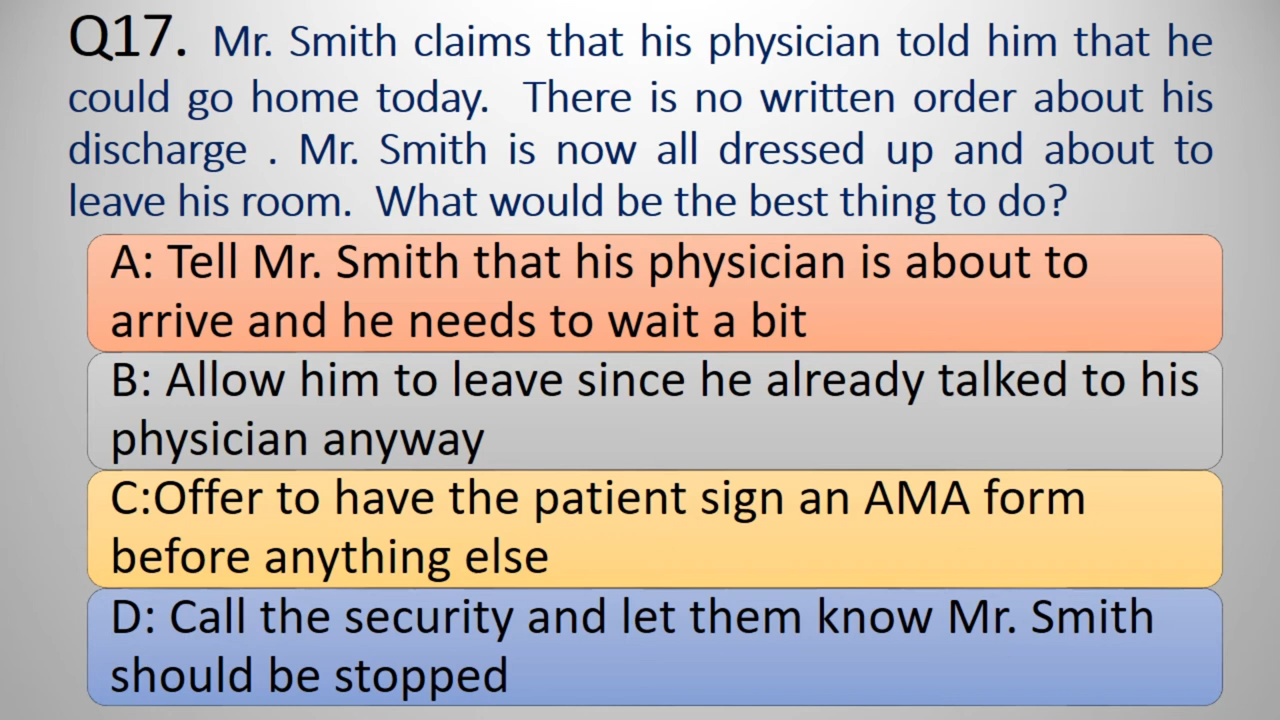 Q17. Mr. Smith claims that his physician told him that he
could go home today. There is no written order about his
discharge . Mr. Smith is now all dressed up and about to
leave his room. What would be the best thing to do?
A: Tell Mr. Smith that his physician is about to
arrive and he needs to wait a bit
B: Allow him to leave since he already talked to his
physician anyway
C:Offer to have the patient sign an AMA form
before anything else
D: Call the security and let them know Mr. Smith
should be stopped